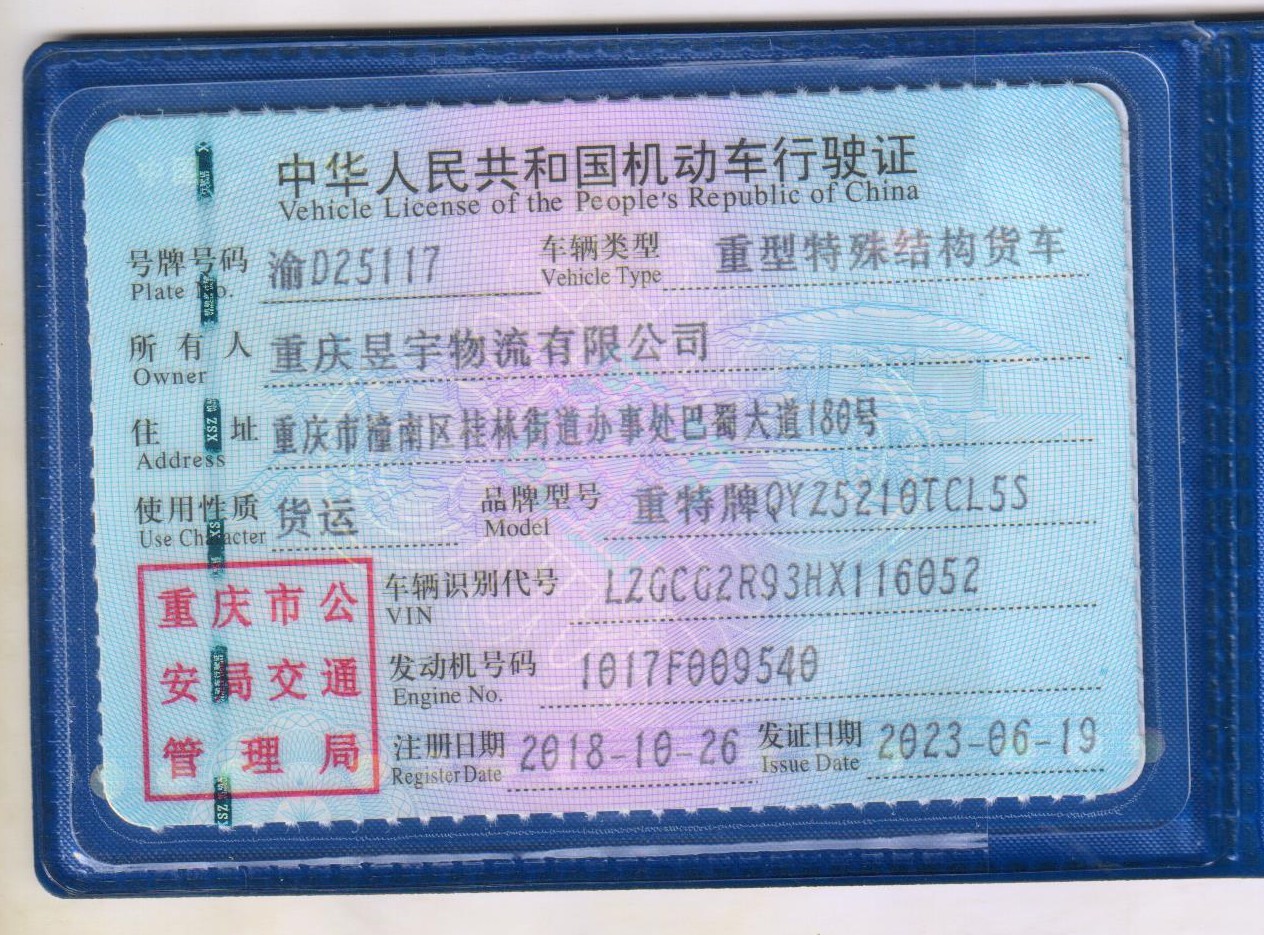 中华人民共和国机动车行驶证
Vehicle License of the People's Republic of China
号牌号码 渝D25117 车辆类型 重型特殊结构货车
Plate No. Vehicle Type
所有人 重庆昱宇物流有限公司
Owner
住址 重庆市潼南区桂林街道办事处巴蜀大道180号
Address
使用性质 货运 品牌型号 重特牌QYZ5210TCL5S
Use Character Model
车辆识别代号 LZGCG2R93HX116052
VIN
发动机号码 1017F009540
Engine No.
注册日期 2018-10-26 发证日期 2023-06-19
Register Date Issue Date
重庆市公
安局交通
管理局